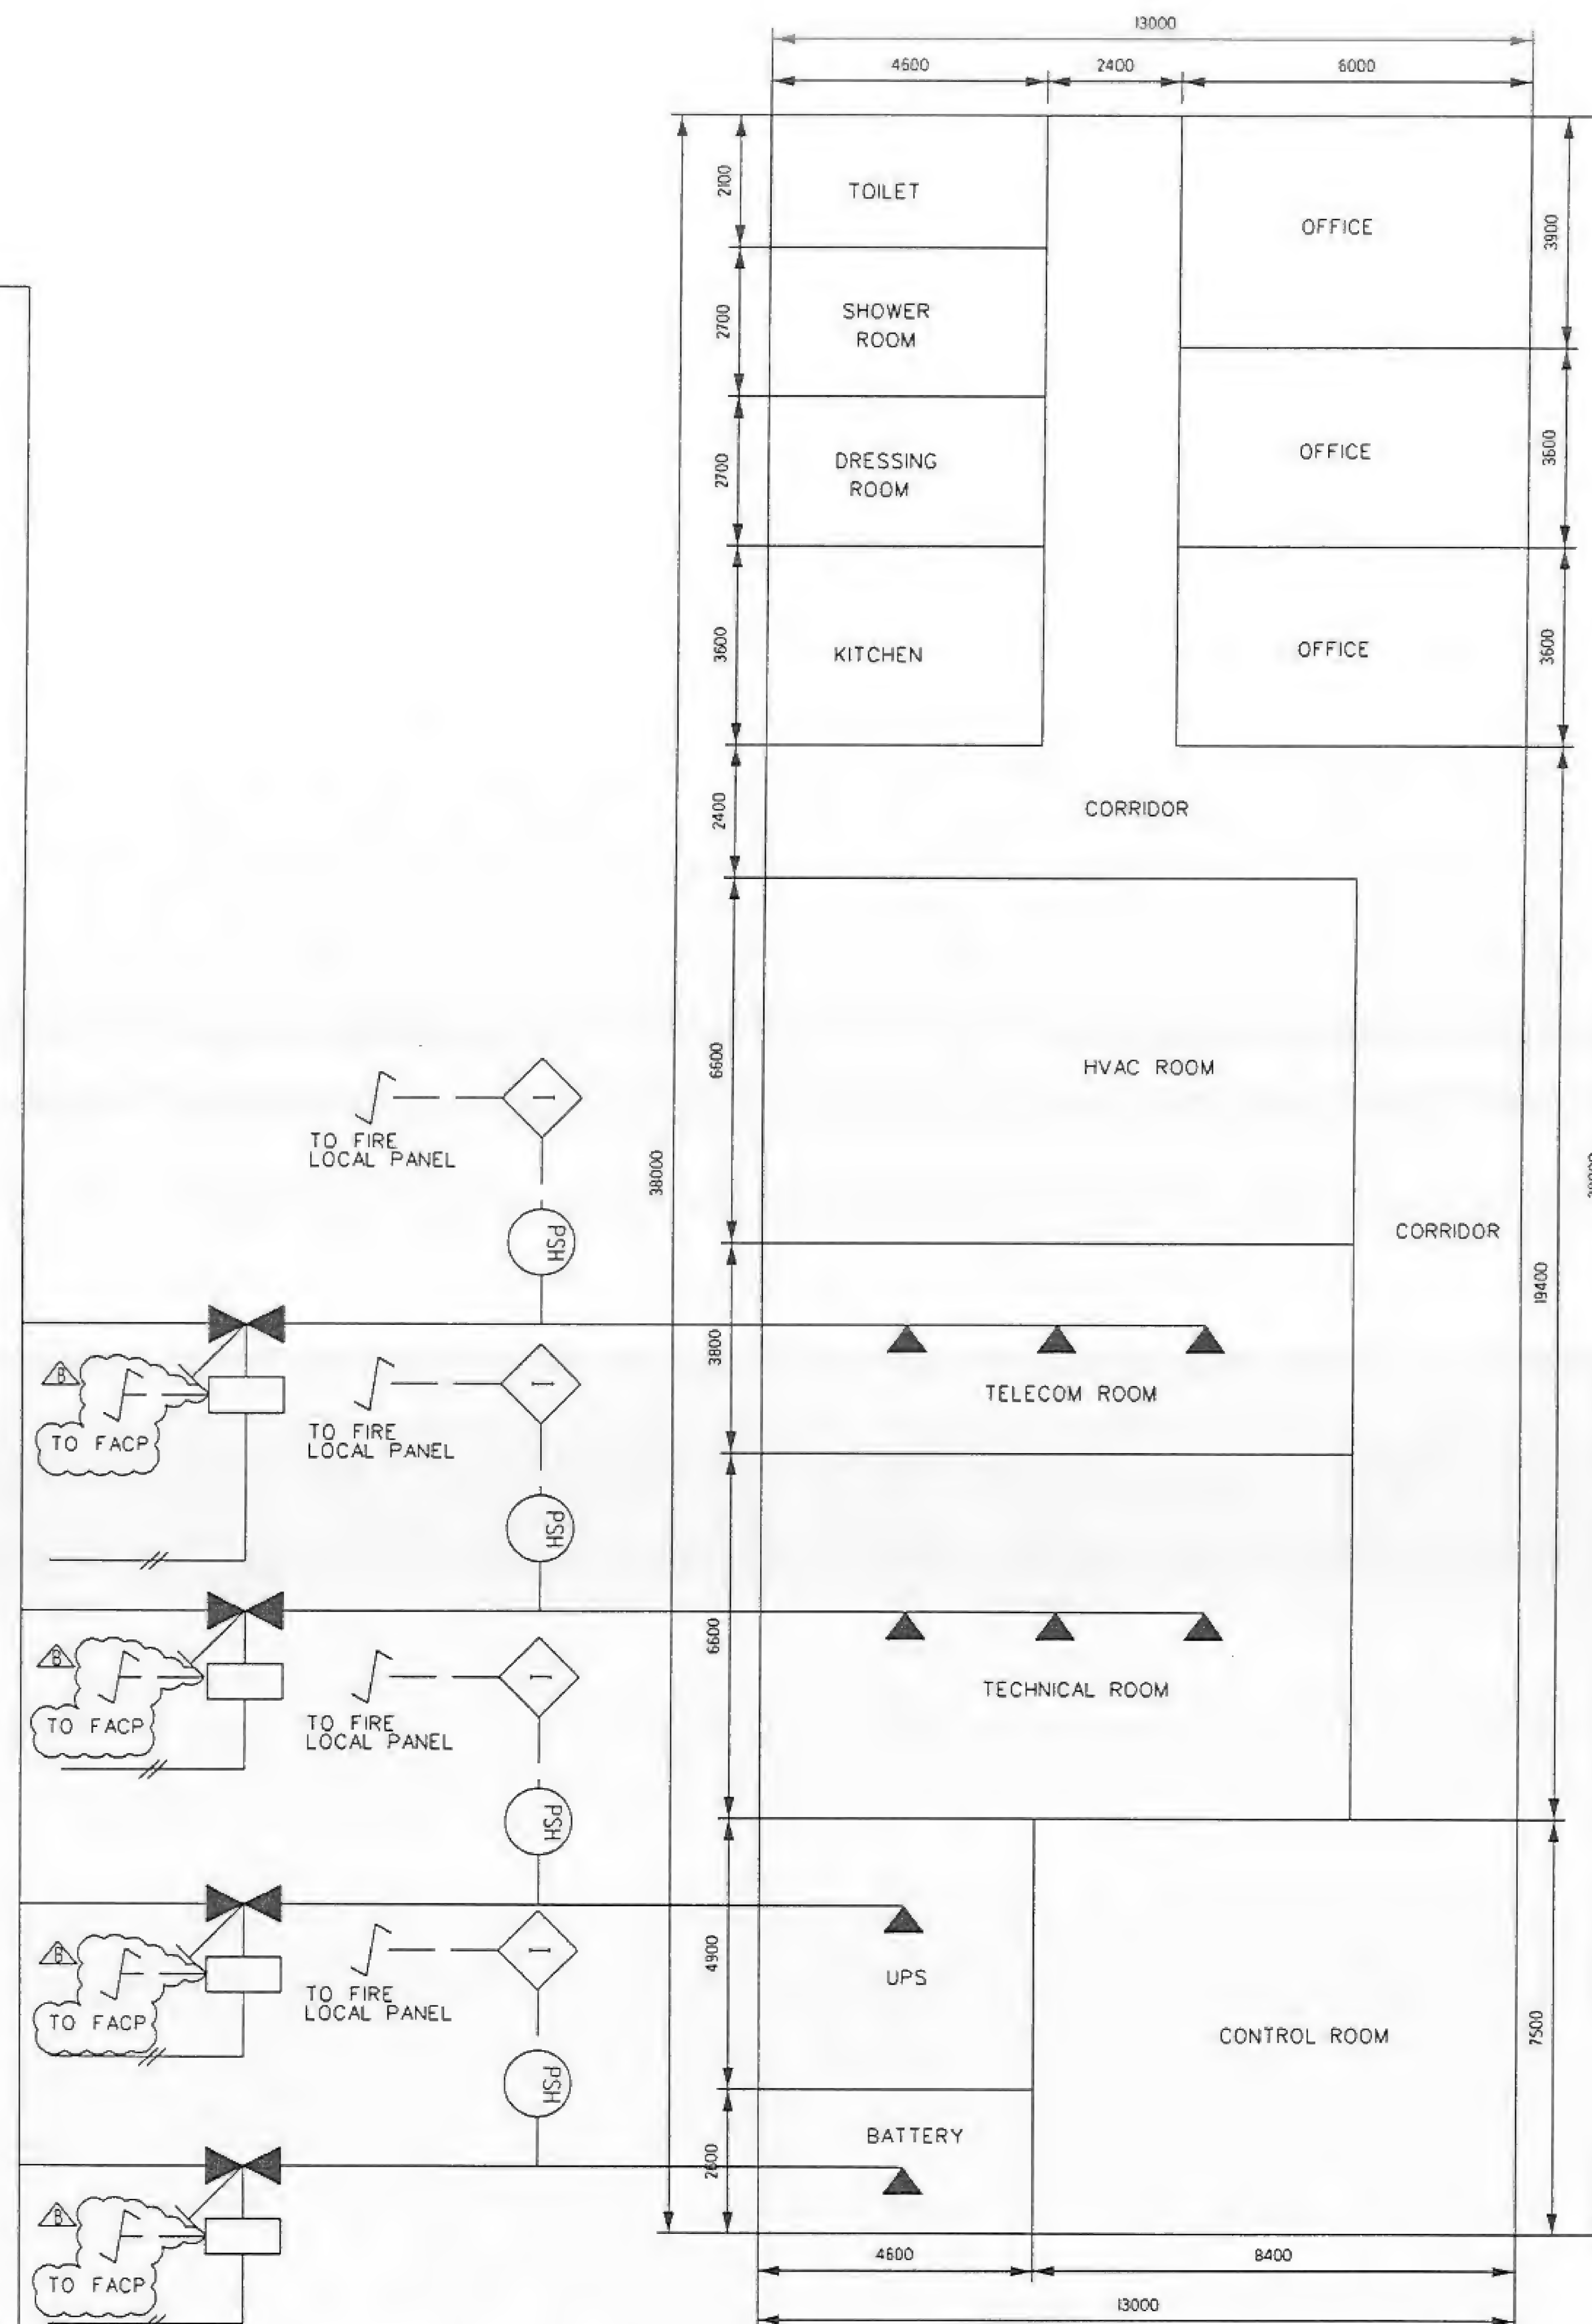 13000
4600
2400
6000
2100
TOILET
OFFICE
3900
2700
SHOWER
ROOM
2700
DRESSING
ROOM
OFFICE
3600
3600
KITCHEN
OFFICE
3600
2400
CORRIDOR
6600
HVAC ROOM
TO FIRE
LOCAL PANEL
38000
PSH
CORRIDOR
19400
3800
TELECOM ROOM
B
TO FACP
TO FIRE
LOCAL PANEL
PSH
6600
TECHNICAL ROOM
B
TO FACP
TO FIRE
LOCAL PANEL
PSH
4900
UPS
B
TO FACP
TO FIRE
LOCAL PANEL
CONTROL ROOM
7500
PSH
2600
BATTERY
B
TO FACP
4600
8400
13000